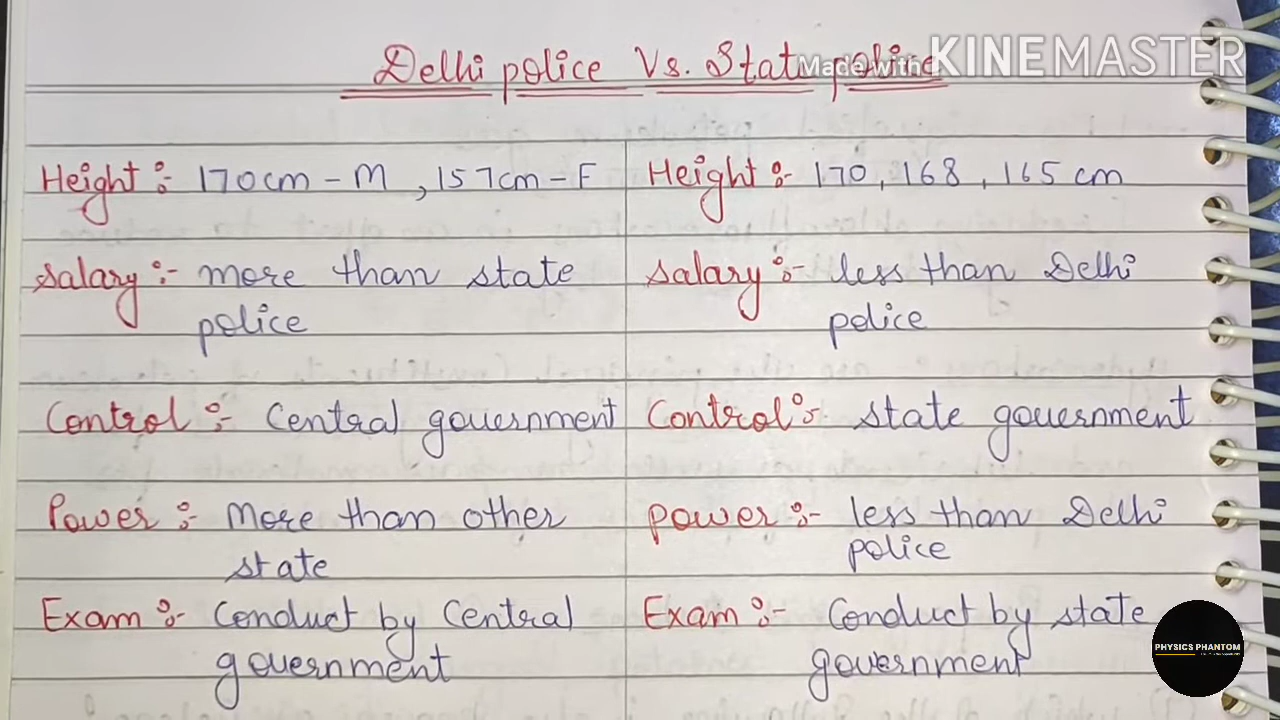 Delhi police Vs. State police
Made with KINEMASTER
Height :- 170cm - M , 157cm - F
Height :- 170, 168, 165 cm
Salary :- more than state
police
Salary :- less than Delhi
police
Control :- Central government
Control :- state government
Power :- More than other
state
power :- less than Delhi
police
Exam :- Conduct by Central
government
Exam :- Conduct by state
government
PHYSICS PHANTOM